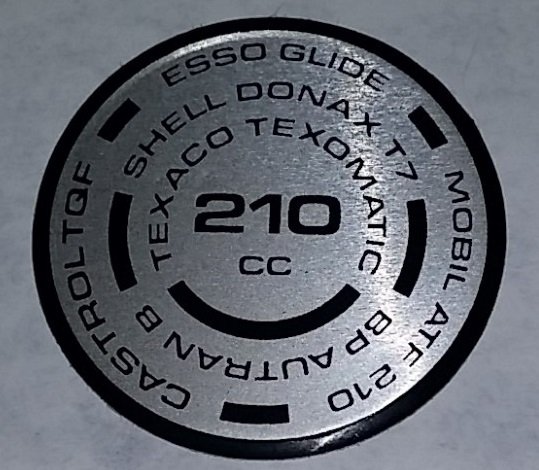 ESSO GLIDE
MOBIL ATF 210
CASTROLTQF
SHELL DONAX T7
BP AUTRAN B
TEXACO TEXOMATIC
210
CC